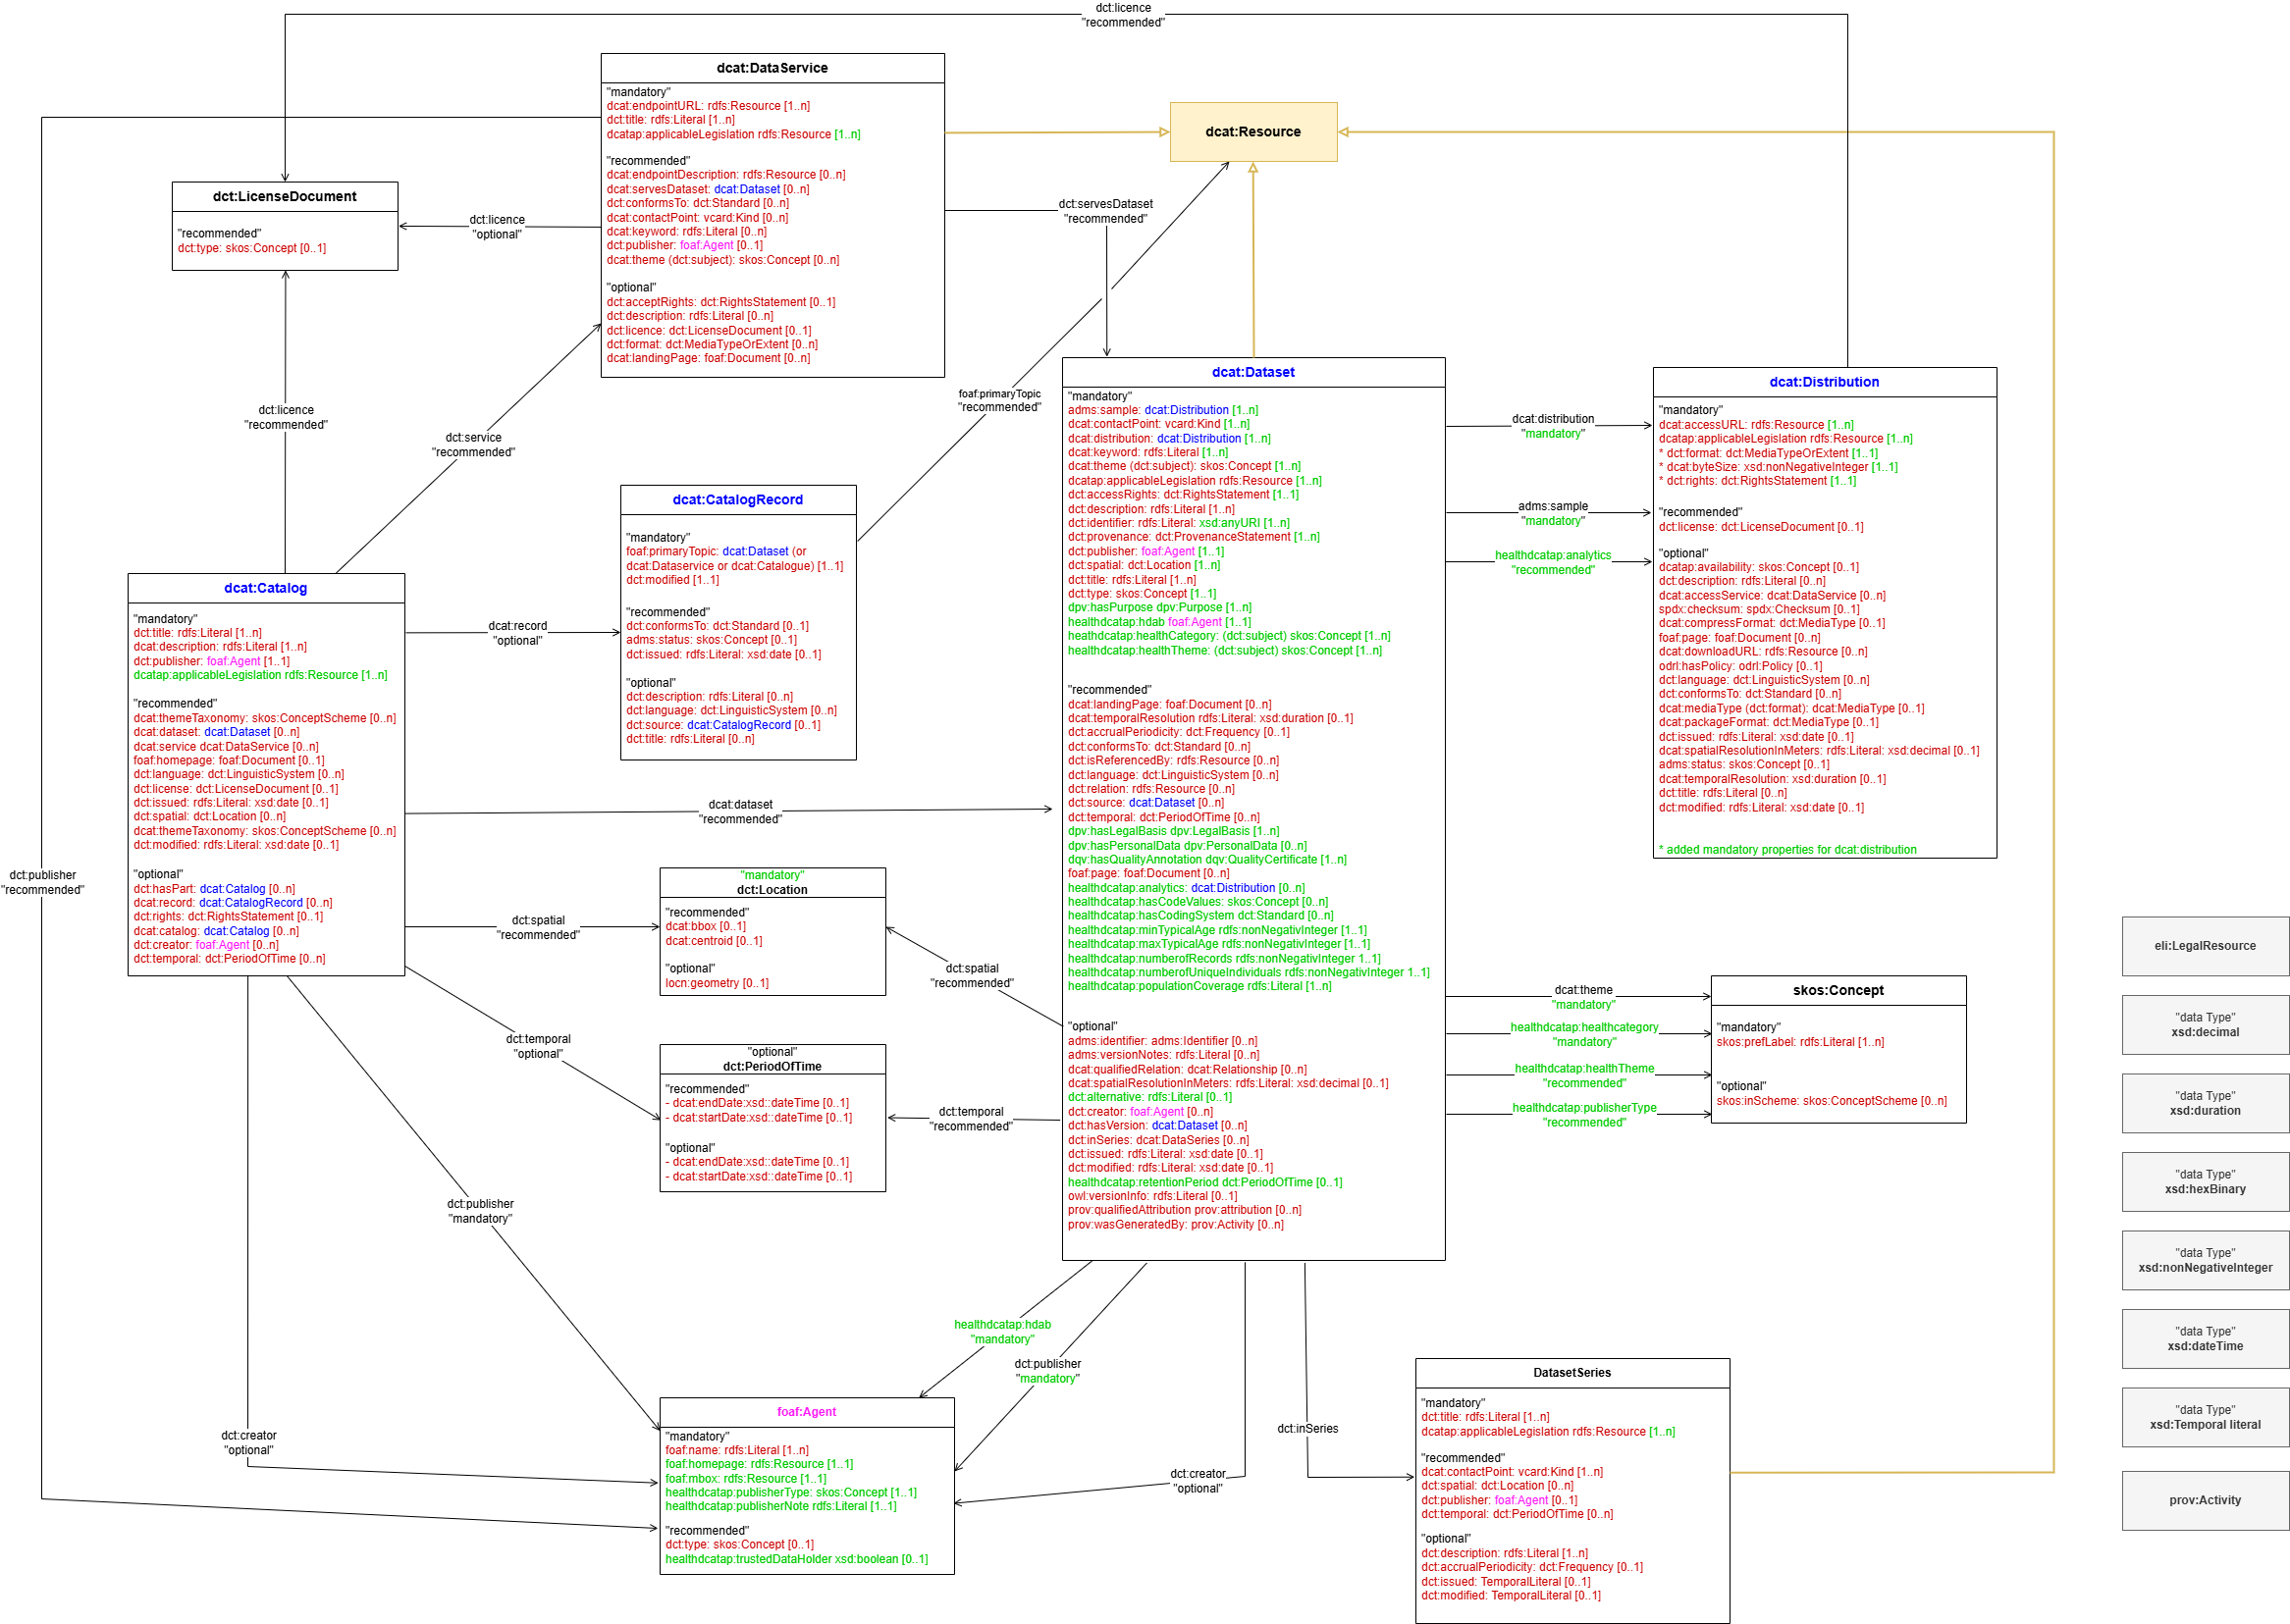 dct:licence
"recommended"
dcat:DataService
"mandatory"
dcat:endpointURL: rdfs:Resource [1..n]
dct:title: rdfs:Literal [1..n]
dcatap:applicableLegislation rdfs:Resource [1..n]
"recommended"
dcat:endpointDescription: rdfs:Resource [0..n]
dcat:servesDataset: dcat:Dataset [0..n]
dct:conformsTo: dct:Standard [0..n]
dcat:contactPoint: vcard:Kind [0..n]
dcat:keyword: rdfs:Literal [0..n]
dct:publisher: foaf:Agent [0..1]
dcat:theme (dct:subject): skos:Concept [0..n]
"optional"
dct:acceptRights: dct:RightsStatement [0..1]
dct:description: rdfs:Literal [0..n]
dct:licence: dct:LicenseDocument [0..1]
dct:format: dct:MediaTypeOrExtent [0..n]
dcat:landingPage: foaf:Document [0..n]
dcat:Resource
dct:LicenseDocument
"recommended"
dct:type: skos:Concept [0..1]
dct:licence
"optional"
dct:servesDataset
"recommended"
dct:licence
"recommended"
dct:service
"recommended"
foaf:primaryTopic
"recommended"
dcat:CatalogRecord
"mandatory"
foaf:primaryTopic: dcat:Dataset (or
dcat:Dataservice or dcat:Catalogue) [1..1]
dct:modified [1..1]
"recommended"
dct:conformsTo: dct:Standard [0..1]
adms:status: skos:Concept [0..1]
dct:issued: rdfs:Literal: xsd:date [0..1]
"optional"
dct:description: rdfs:Literal [0..n]
dct:language: dct:LinguisticSystem [0..n]
dct:source: dcat:CatalogRecord [0..1]
dct:title: rdfs:Literal [0..n]
dcat:Catalog
"mandatory"
dct:title: rdfs:Literal [1..n]
dcat:description: rdfs:Literal [1..n]
dct:publisher: foaf:Agent [1..1]
dcatap:applicableLegislation rdfs:Resource [1..n]
"recommended"
dcat:themeTaxonomy: skos:ConceptScheme [0..n]
dcat:dataset: dcat:Dataset [0..n]
dcat:service dcat:DataService [0..n]
foaf:homepage: foaf:Document [0..1]
dct:language: dct:LinguisticSystem [0..n]
dct:license: dct:LicenseDocument [0..1]
dct:issued: rdfs:Literal: xsd:date [0..1]
dct:spatial: dct:Location [0..n]
dcat:themeTaxonomy: skos:ConceptScheme [0..n]
dct:modified: rdfs:Literal: xsd:date [0..1]
"optional"
dct:hasPart: dcat:Catalog [0..n]
dcat:record: dcat:CatalogRecord [0..n]
dct:rights: dct:RightsStatement [0..1]
dcat:catalog: dcat:Catalog [0..n]
dct:creator: foaf:Agent [0..n]
dct:temporal: dct:PeriodOfTime [0..n]
dcat:record
"optional"
dcat:dataset
"recommended"
dct:publisher
"recommended"
dct:spatial
"recommended"
"mandatory"
dct:Location
"recommended"
dcat:bbox [0..1]
dcat:centroid [0..1]
"optional"
locn:geometry [0..1]
dct:spatial
"recommended"
dct:temporal
"optional"
"optional"
dct:PeriodOfTime
"recommended"
- dcat:endDate:xsd::dateTime [0..1]
- dcat:startDate:xsd::dateTime [0..1]
"optional"
- dcat:endDate:xsd::dateTime [0..1]
- dcat:startDate:xsd::dateTime [0..1]
dct:temporal
"recommended"
dcat:Dataset
"mandatory"
adms:sample: dcat:Distribution [1..n]
dcat:contactPoint: vcard:Kind [1..n]
dcat:distribution: dcat:Distribution [1..n]
dcat:keyword: rdfs:Literal [1..n]
dcat:theme (dct:subject): skos:Concept [1..n]
dcatap:applicableLegislation rdfs:Resource [1..n]
dct:accessRights: dct:RightsStatement [1..1]
dct:description: rdfs:Literal [1..n]
dct:identifier: rdfs:Literal: xsd:anyURI [1..n]
dct:provenance: dct:ProvenanceStatement [1..n]
dct:publisher: foaf:Agent [1..1]
dct:spatial: dct:Location [1..n]
dct:title: rdfs:Literal [1..n]
dct:type: skos:Concept [1..1]
dpv:hasPurpose dpv:Purpose [1..n]
healthdcatap:hdab foaf:Agent [1..1]
heathdcatap:healthCategory: (dct:subject) skos:Concept [1..n]
healthdcatap:healthTheme: (dct:subject) skos:Concept [1..n]
"recommended"
dcat:landingPage: foaf:Document [0..n]
dcat:temporalResolution rdfs:Literal: xsd:duration [0..1]
dct:accrualPeriodicity: dct:Frequency [0..1]
dct:conformsTo: dct:Standard [0..n]
dct:isReferencedBy: rdfs:Resource [0..n]
dct:language: dct:LinguisticSystem [0..n]
dct:relation: rdfs:Resource [0..n]
dct:source: dcat:Dataset [0..n]
dct:temporal: dct:PeriodOfTime [0..n]
dpv:hasLegalBasis dpv:LegalBasis [1..n]
dpv:hasPersonalData dpv:PersonalData [0..n]
dqv:hasQualityAnnotation dqv:QualityCertificate [1..n]
foaf:page: foaf:Document [0..n]
healthdcatap:analytics: dcat:Distribution [0..n]
healthdcatap:hasCodeValues: skos:Concept [0..n]
healthdcatap:hasCodingSystem dct:Standard [0..n]
healthdcatap:minTypicalAge rdfs:nonNegativInteger [1..1]
healthdcatap:maxTypicalAge rdfs:nonNegativInteger [1..1]
healthdcatap:numberofRecords rdfs:nonNegativInteger 1..1]
healthdcatap:numberofUniqueIndividuals rdfs:nonNegativInteger 1..1]
healthdcatap:populationCoverage rdfs:Literal [1..n]
"optional"
adms:identifier: adms:Identifier [0..n]
adms:versionNotes: rdfs:Literal [0..n]
dcat:qualifiedRelation: dcat:Relationship [0..n]
dcat:spatialResolutionInMeters: rdfs:Literal: xsd:decimal [0..1]
dct:alternative: rdfs:Literal [0..1]
dct:creator: foaf:Agent [0..n]
dct:hasVersion: dcat:Dataset [0..n]
dct:inSeries: dcat:DataSeries [0..n]
dct:issued: rdfs:Literal: xsd:date [0..1]
dct:modified: rdfs:Literal: xsd:date [0..1]
healthdcatap:retentionPeriod dct:PeriodOfTime [0..1]
owl:versionInfo: rdfs:Literal [0..1]
prov:qualifiedAttribution prov:attribution [0..n]
prov:wasGeneratedBy: prov:Activity [0..n]
dcat:distribution
"mandatory"
adms:sample
"mandatory"
healthdcatap:analytics
"recommended"
dcat:Distribution
"mandatory"
dcat:accessURL: rdfs:Resource [1..n]
dcatap:applicableLegislation rdfs:Resource [1..n]
* dct:format: dct:MediaTypeOrExtent [1..1]
* dcat:byteSize: xsd:nonNegativeInteger [1..1]
* dct:rights: dct:RightsStatement [1..1]
"recommended"
dct:license: dct:LicenseDocument [0..1]
"optional"
dcatap:availability: skos:Concept [0..1]
dct:description: rdfs:Literal [0..n]
dcat:accessService: dcat:DataService [0..n]
spdx:checksum: spdx:Checksum [0..1]
dcat:compressFormat: dct:MediaType [0..1]
foaf:page: foaf:Document [0..n]
dcat:downloadURL: rdfs:Resource [0..n]
odrl:hasPolicy: odrl:Policy [0..1]
dct:language: dct:LinguisticSystem [0..n]
dct:conformsTo: dct:Standard [0..n]
dcat:mediaType (dct:format): dct:MediaType [0..1]
dcat:packageFormat: dct:MediaType [0..1]
dct:issued: rdfs:Literal: xsd:date [0..1]
dcat:spatialResolutionInMeters: rdfs:Literal: xsd:decimal [0..1]
adms:status: skos:Concept [0..1]
dcat:temporalResolution: xsd:duration [0..1]
dct:title: rdfs:Literal [0..n]
dct:modified: rdfs:Literal: xsd:date [0..1]
* added mandatory properties for dcat:distribution
dcat:theme
"mandatory"
healthdcatap:healthcategory
"mandatory"
healthdcatap:healthTheme
"recommended"
healthdcatap:publisherType
"recommended"
skos:Concept
"mandatory"
skos:prefLabel: rdfs:Literal [1..n]
"optional"
skos:inScheme: skos:ConceptScheme [0..n]
eli:LegalResource
"data Type"
xsd:decimal
"data Type"
xsd:duration
"data Type"
xsd:hexBinary
"data Type"
xsd:nonNegativeInteger
"data Type"
xsd:dateTime
"data Type"
xsd:Temporal literal
prov:Activity
dct:publisher
"mandatory"
healthdcatap:hdab
"mandatory"
dct:publisher
"mandatory"
dct:creator
"optional"
dct:creator
"optional"
dct:inSeries
foaf:Agent
"mandatory"
foaf:name: rdfs:Literal [1..n]
foaf:homepage: rdfs:Resource [1..1]
foaf:mbox: rdfs:Resource [1..1]
healthdcatap:publisherType: skos:Concept [1..1]
healthdcatap:publisherNote rdfs:Literal [1..1]
"recommended"
dct:type: skos:Concept [0..1]
healthdcatap:trustedDataHolder xsd:boolean [0..1]
DatasetSeries
"mandatory"
dct:title: rdfs:Literal [1..n]
dcatap:applicableLegislation rdfs:Resource [1..n]
"recommended"
dcat:contactPoint: vcard:Kind [1..n]
dct:spatial: dct:Location [0..n]
dct:publisher: foaf:Agent [0..1]
dct:temporal: dct:PeriodOfTime [0..n]
"optional"
dct:description: rdfs:Literal [1..n]
dct:accrualPeriodicity: dct:Frequency [0..1]
dct:issued: TemporalLiteral [0..1]
dct:modified: TemporalLiteral [0..1]